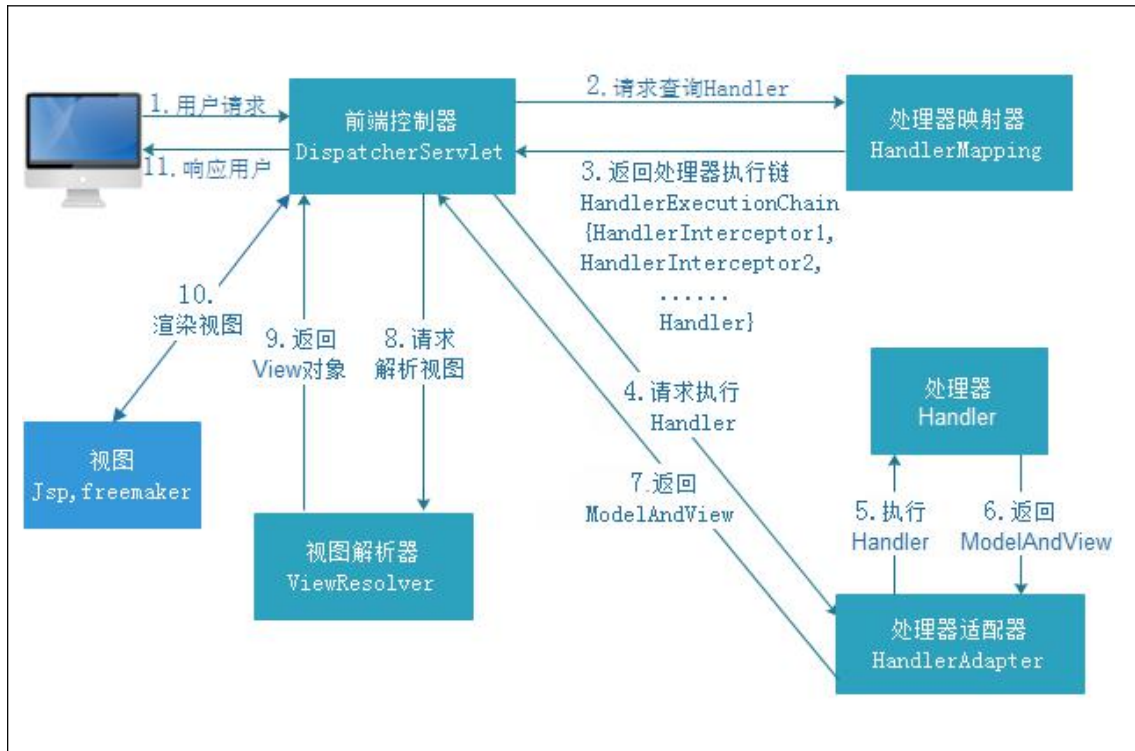 1.用户请求
11.响应用户
前端控制器
DispatcherServlet
2.请求查询Handler
处理器映射器
HandlerMapping
3.返回处理器执行链
HandlerExecutionChain
{HandlerInterceptor1,
HandlerInterceptor2,
......
Handler}
10.
渲染视图
9.返回
View对象
8.请求
解析视图
4.请求执行
Handler
处理器
Handler
视图
Jsp,freemaker
7.返回
ModelAndView
5.执行
Handler
6.返回
ModelAndView
视图解析器
ViewResolver
处理器适配器
HandlerAdapter